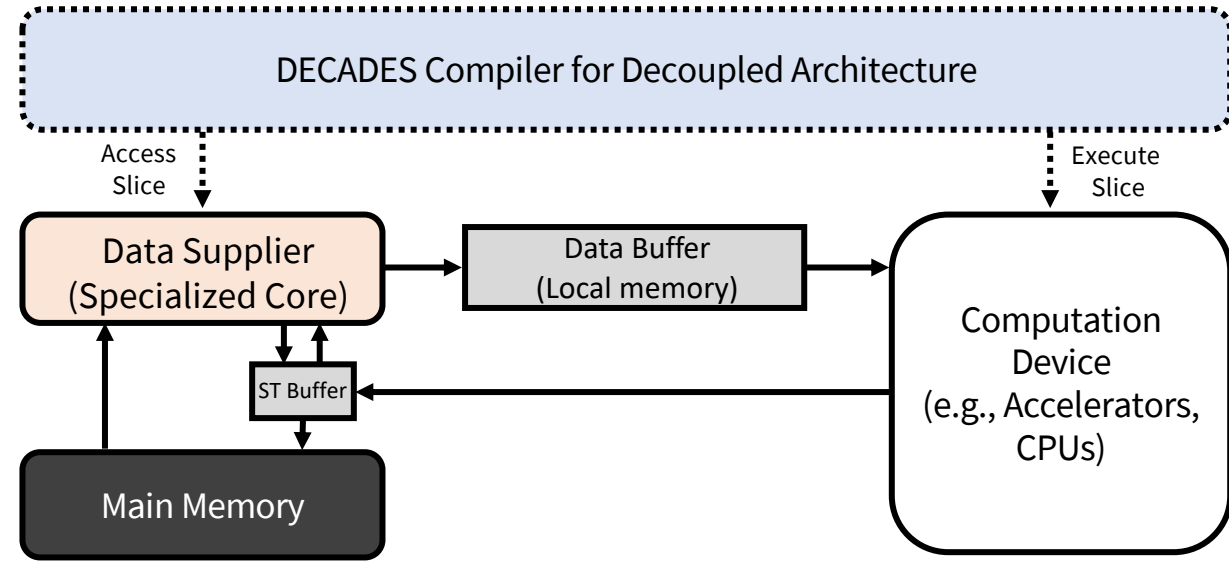 DECADES Compiler for Decoupled Architecture
Access
Slice
Execute
Slice
Data Supplier
(Specialized Core)
Data Buffer
(Local memory)
Computation
Device
(e.g., Accelerators,
CPUs)
ST Buffer
Main Memory